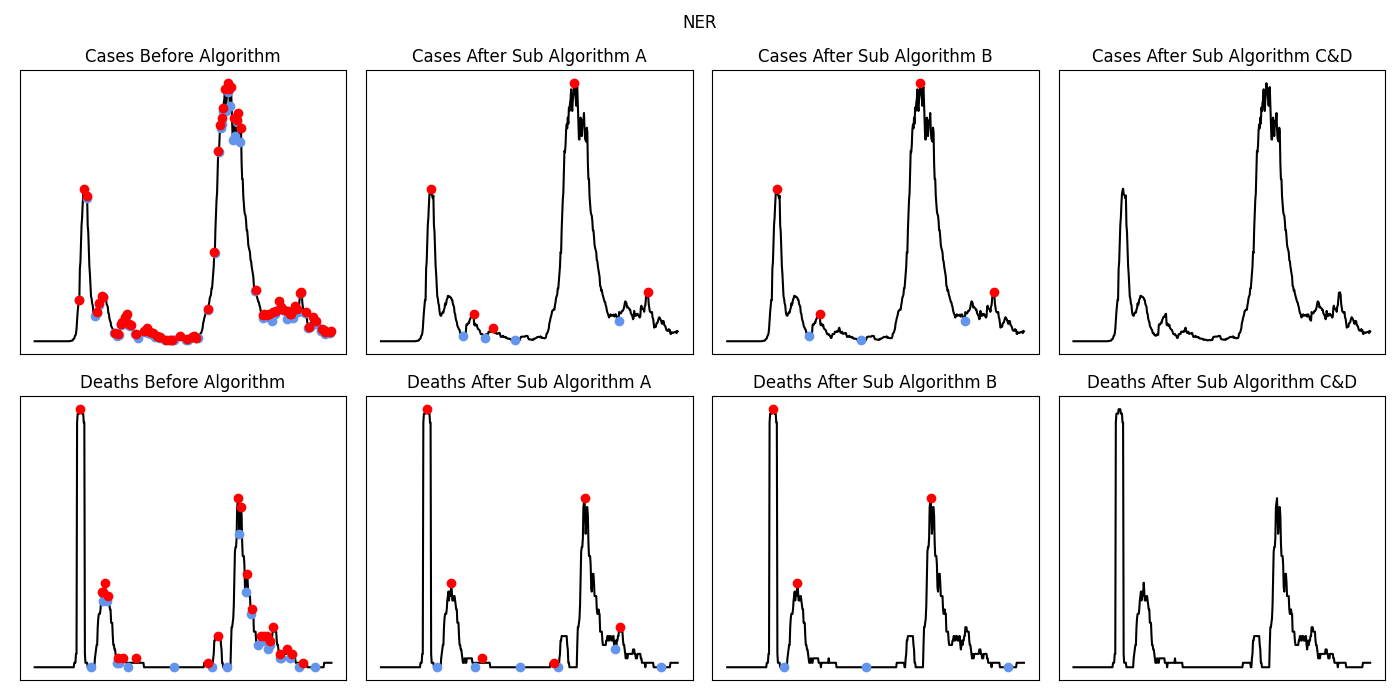 NER
Cases Before Algorithm
Cases After Sub Algorithm A
Cases After Sub Algorithm B
Cases After Sub Algorithm C&D
Deaths Before Algorithm
Deaths After Sub Algorithm A
Deaths After Sub Algorithm B
Deaths After Sub Algorithm C&D